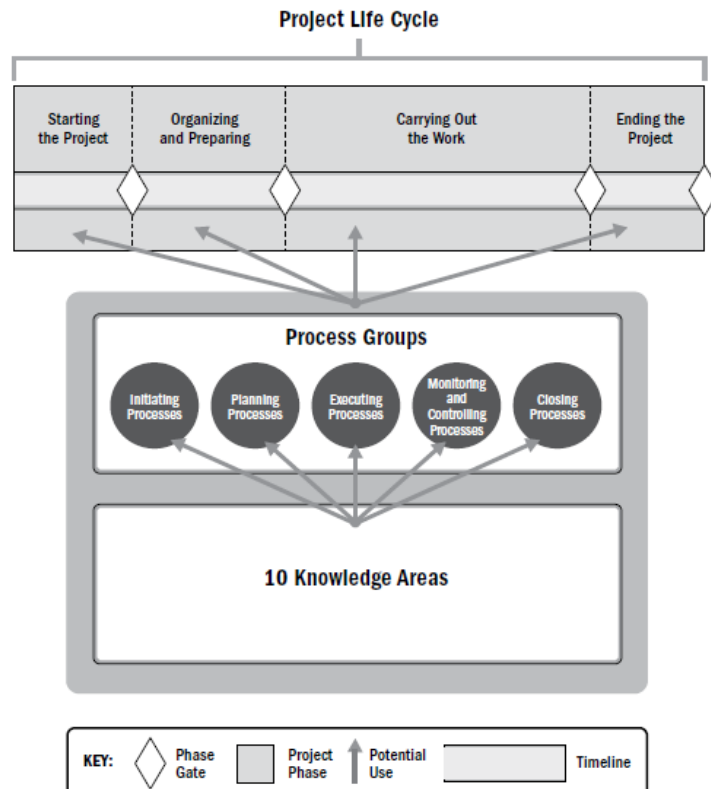 Project Life Cycle
Starting
the Project
Organizing
and Preparing
Carrying Out
the Work
Ending the
Project
Process Groups
Initiating
Processes
Planning
Processes
Executing
Processes
Monitoring
and
Controlling
Processes
Closing
Processes
10 Knowledge Areas
KEY:
Phase
Gate
Project
Phase
Potential
Use
Timeline